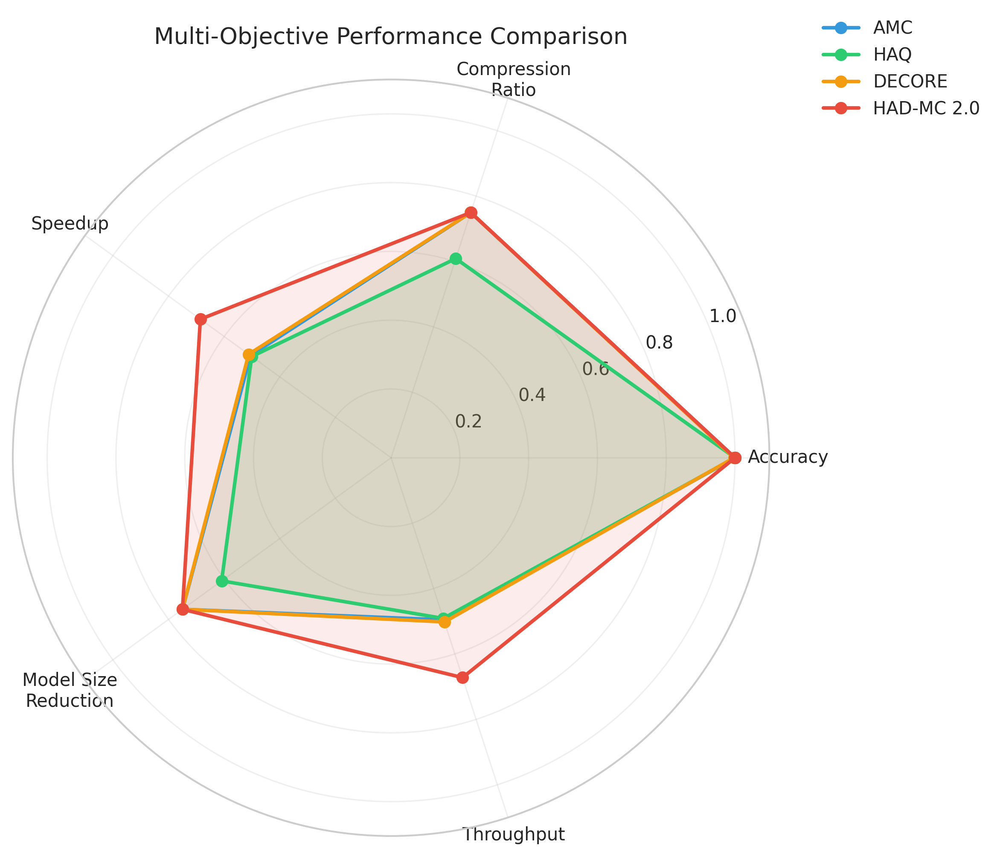 Multi-Objective Performance Comparison
AMC
HAQ
DECORE
HAD-MC 2.0
Compression
Ratio
Speedup
1.0
0.8
0.6
0.4
0.2
Accuracy
Model Size
Reduction
Throughput